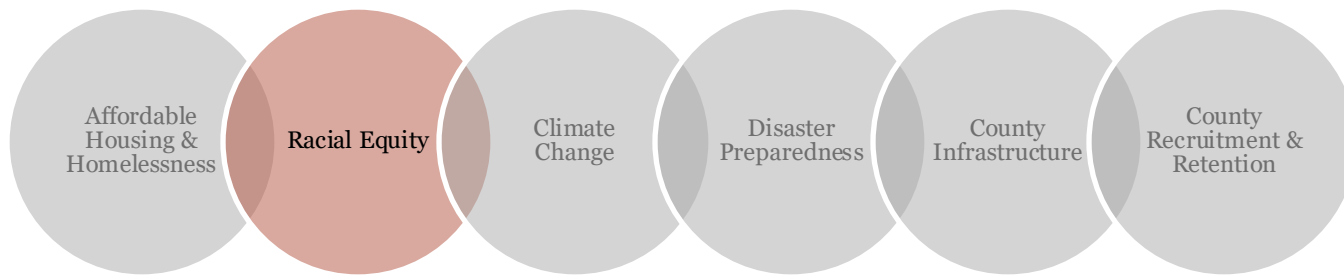 Affordable
Housing &
Homelessness
Racial Equity
Climate
Change
Disaster
Preparedness
County
Infrastructure
County
Recruitment &
Retention